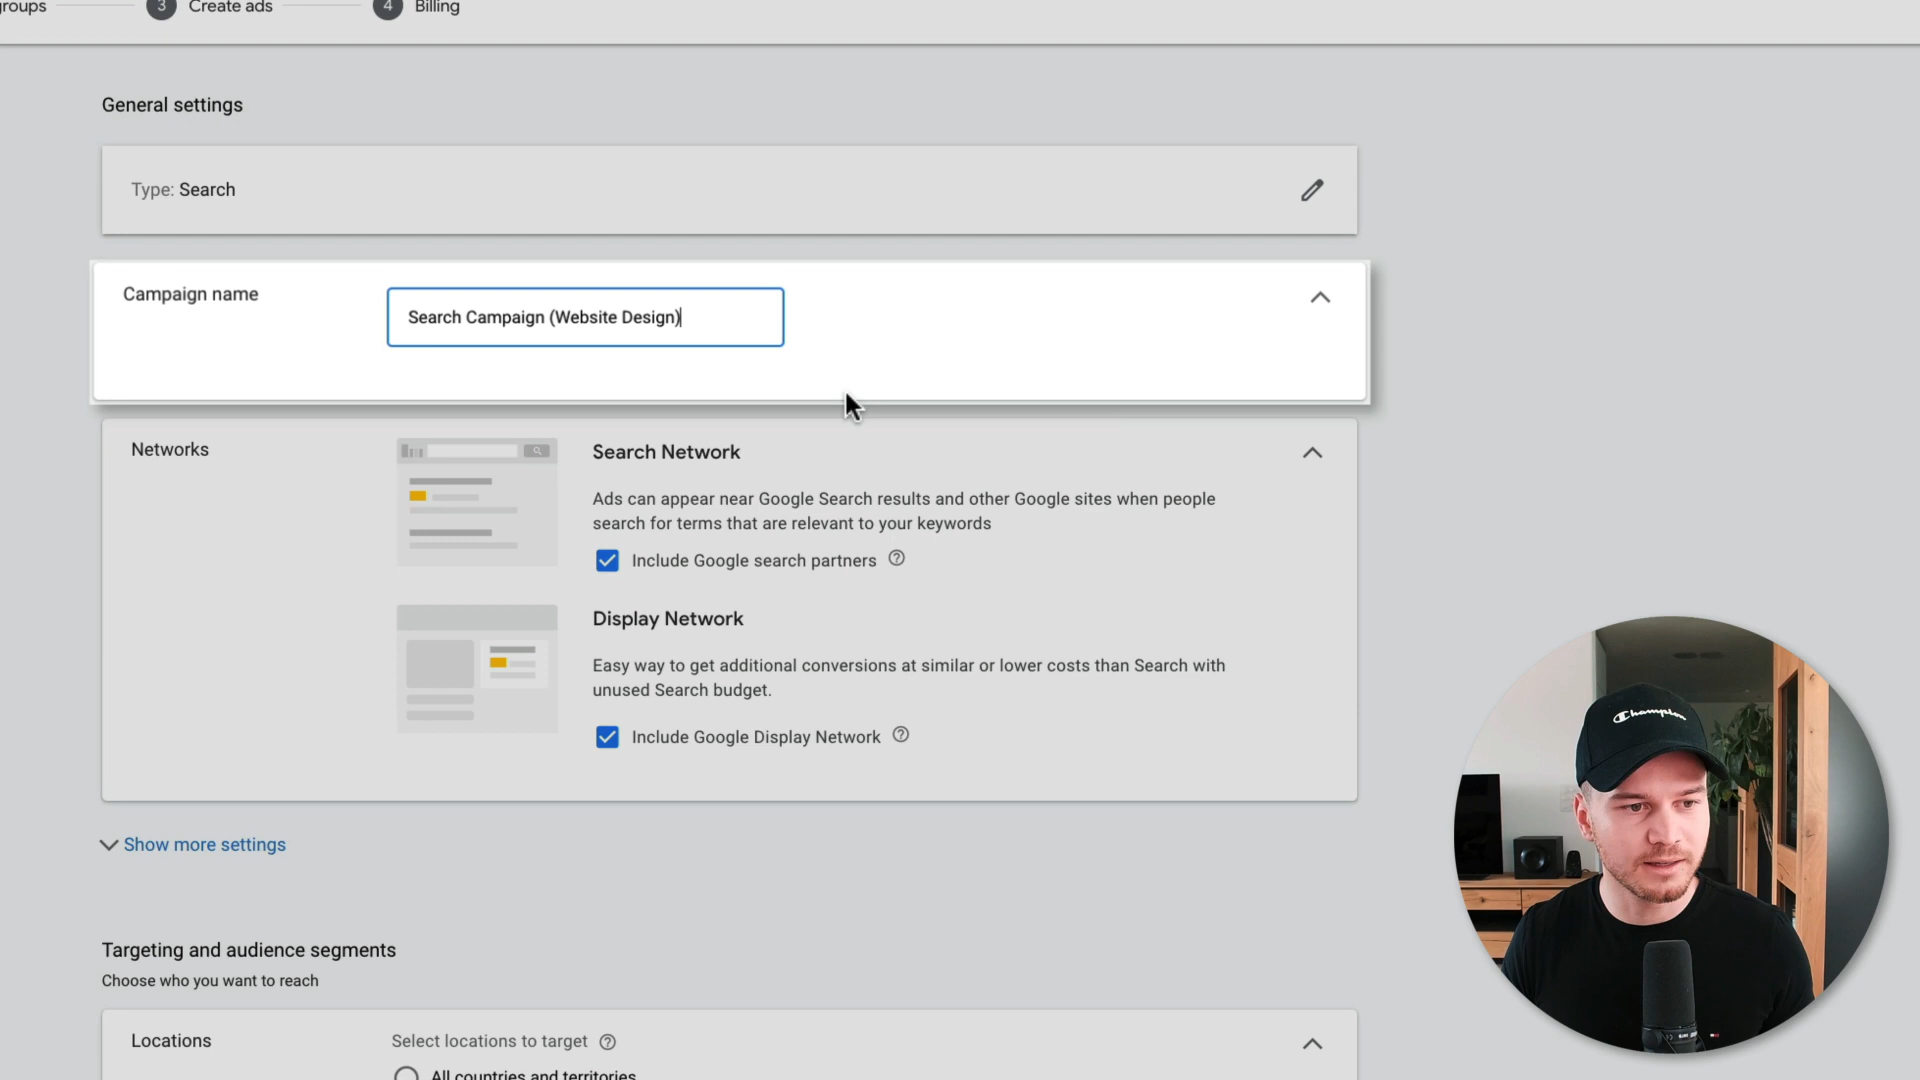 groups
3 Create ads
4 Billing
General settings
Type: Search
Campaign name
Search Campaign (Website Design)
Networks
Search Network
Ads can appear near Google Search results and other Google sites when people
search for terms that are relevant to your keywords
Include Google search partners
Display Network
Easy way to get additional conversions at similar or lower costs than Search with
unused Search budget.
Include Google Display Network
Show more settings
Targeting and audience segments
Choose who you want to reach
Locations
Select locations to target
All countries and territories
Champion